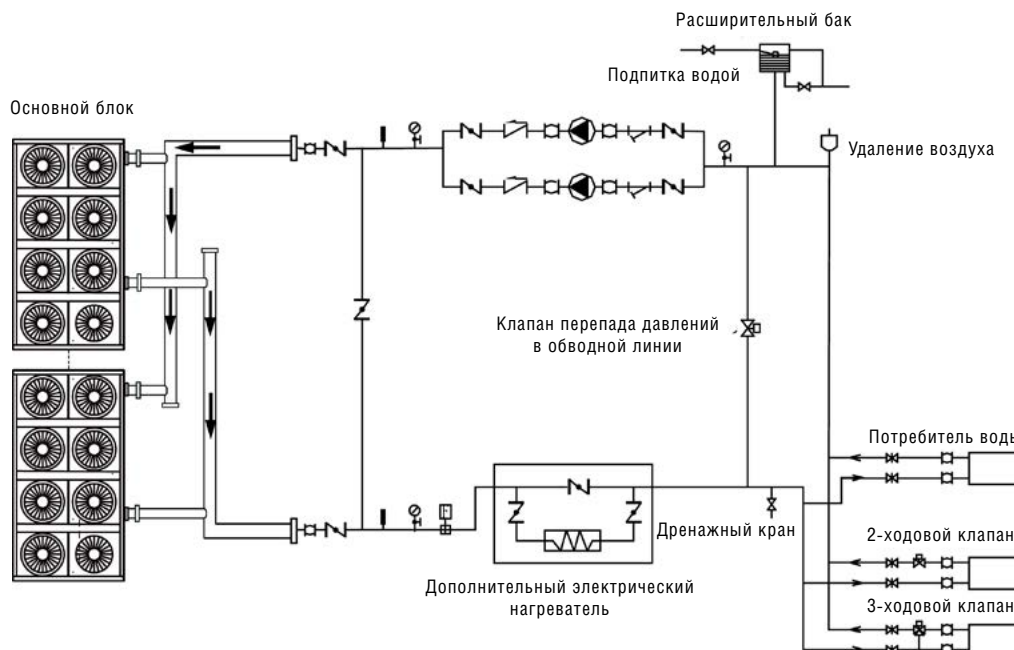 Расширительный бак
Подпитка водой
Основной блок
Удаление воздуха
Клапан перепада давлений
в обводной линии
Потребитель воды
Дренажный кран
2-ходовой клапан
Дополнительный электрический
нагреватель
3-ходовой клапан